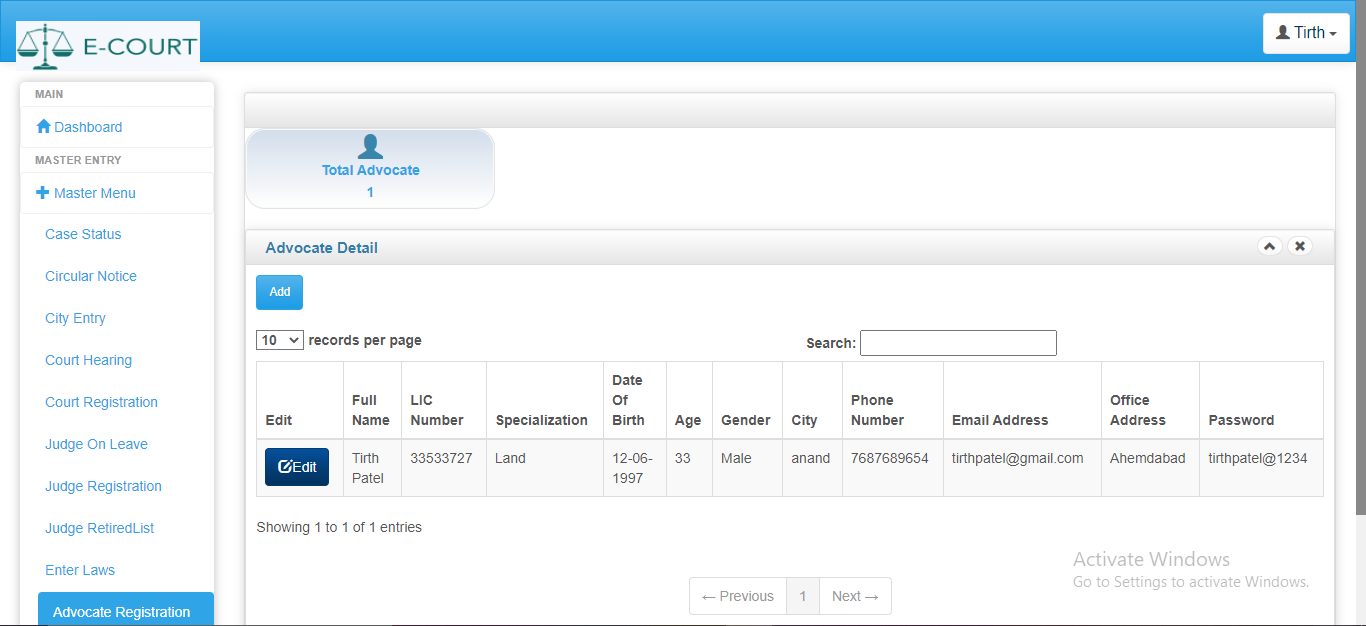 E-COURT
Tirth
MAIN
Dashboard
MASTER ENTRY
Master Menu
Case Status
Circular Notice
City Entry
Court Hearing
Court Registration
Judge On Leave
Judge Registration
Judge RetiredList
Enter Laws
Advocate Registration
Total Advocate
1
Advocate Detail
Add
10 records per page
Search:
Edit Full Name LIC Number Specialization Date Of Birth Age Gender City Phone Number Email Address Office Address Password
Edit Tirth Patel 33533727 Land 12-06-1997 33 Male anand 7687689654 tirthpatel@gmail.com Ahemdabad tirthpatel@1234
Showing 1 to 1 of 1 entries
← Previous 1 Next →
Activate Windows
Go to Settings to activate Windows.